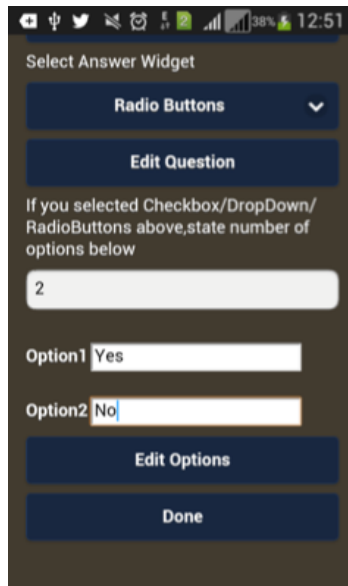 38% 12:51
Select Answer Widget
Radio Buttons
Edit Question
If you selected Checkbox/DropDown/
RadioButtons above,state number of
options below
2
Option1 Yes
Option2 No
Edit Options
Done